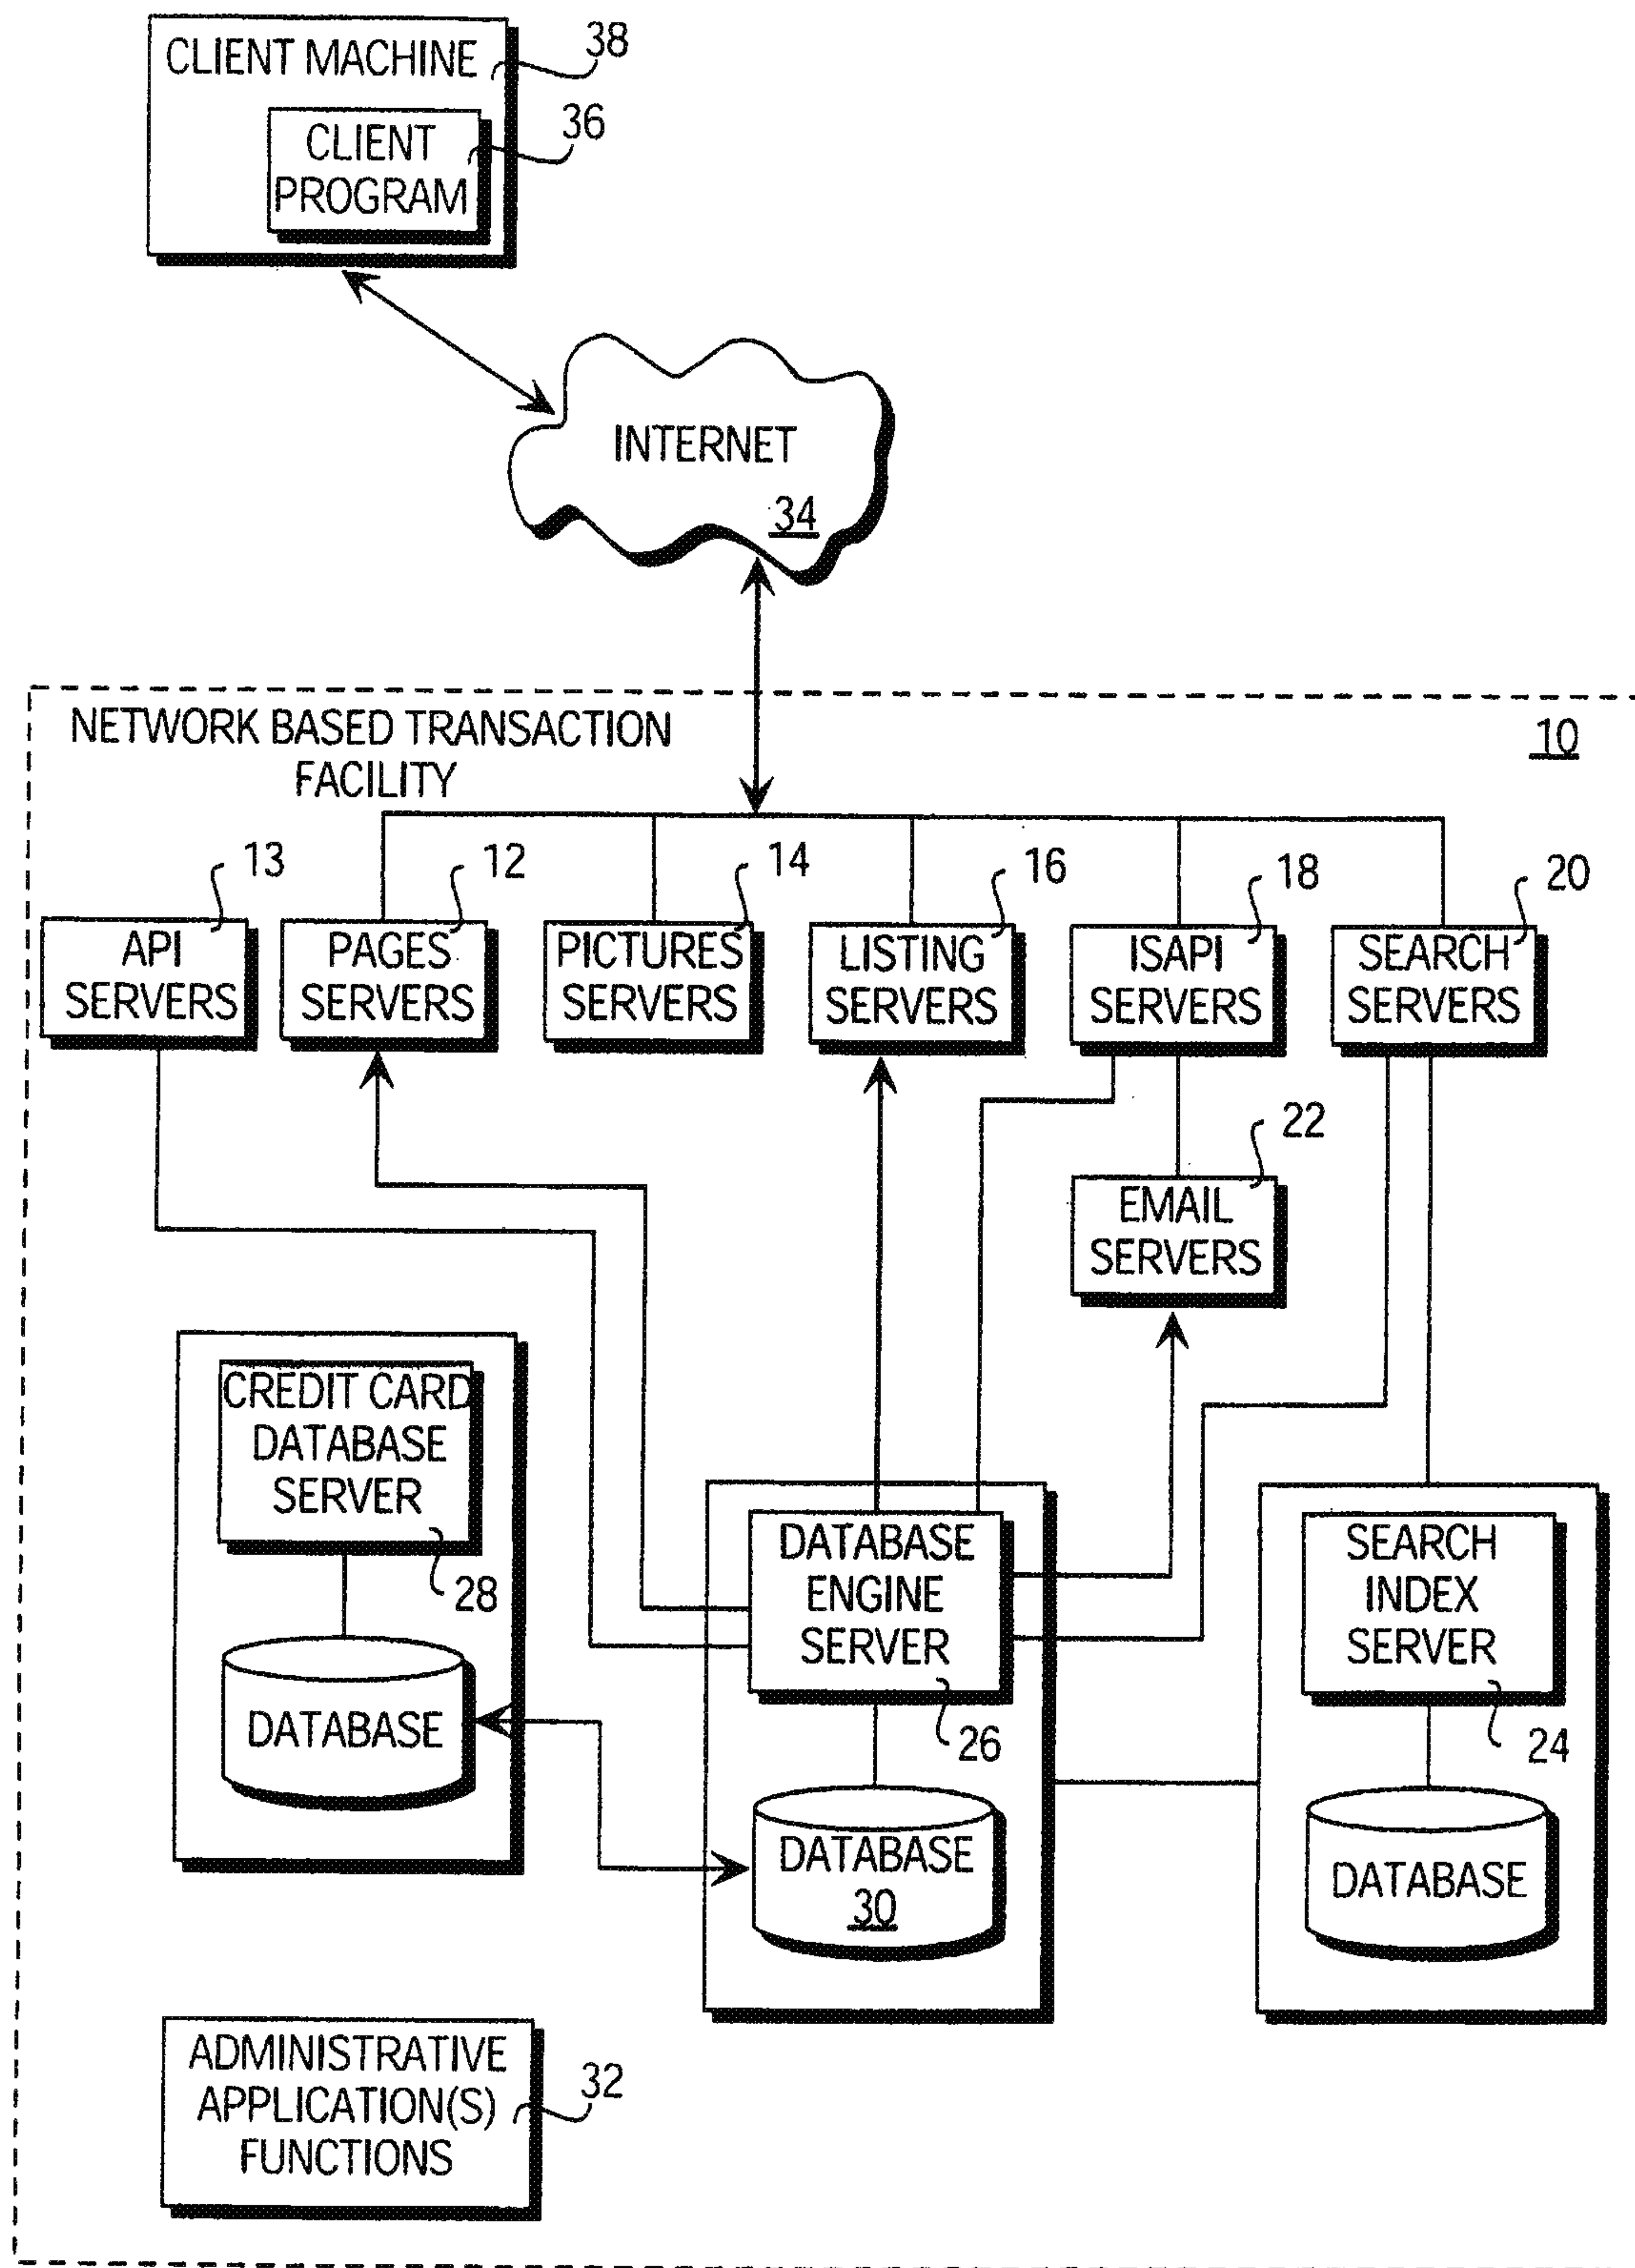 CLIENT MACHINE
38
CLIENT
PROGRAM
36
INTERNET
34
NETWORK BASED TRANSACTION
FACILITY
10
13
12
14
16
18
20
API
SERVERS
PAGES
SERVERS
PICTURES
SERVERS
LISTING
SERVERS
ISAPI
SERVERS
SEARCH
SERVERS
22
EMAIL
SERVERS
CREDIT CARD
DATABASE
SERVER
28
DATABASE
DATABASE
ENGINE
SERVER
26
DATABASE
30
SEARCH
INDEX
SERVER
24
DATABASE
ADMINISTRATIVE
APPLICATION(S)
FUNCTIONS
32